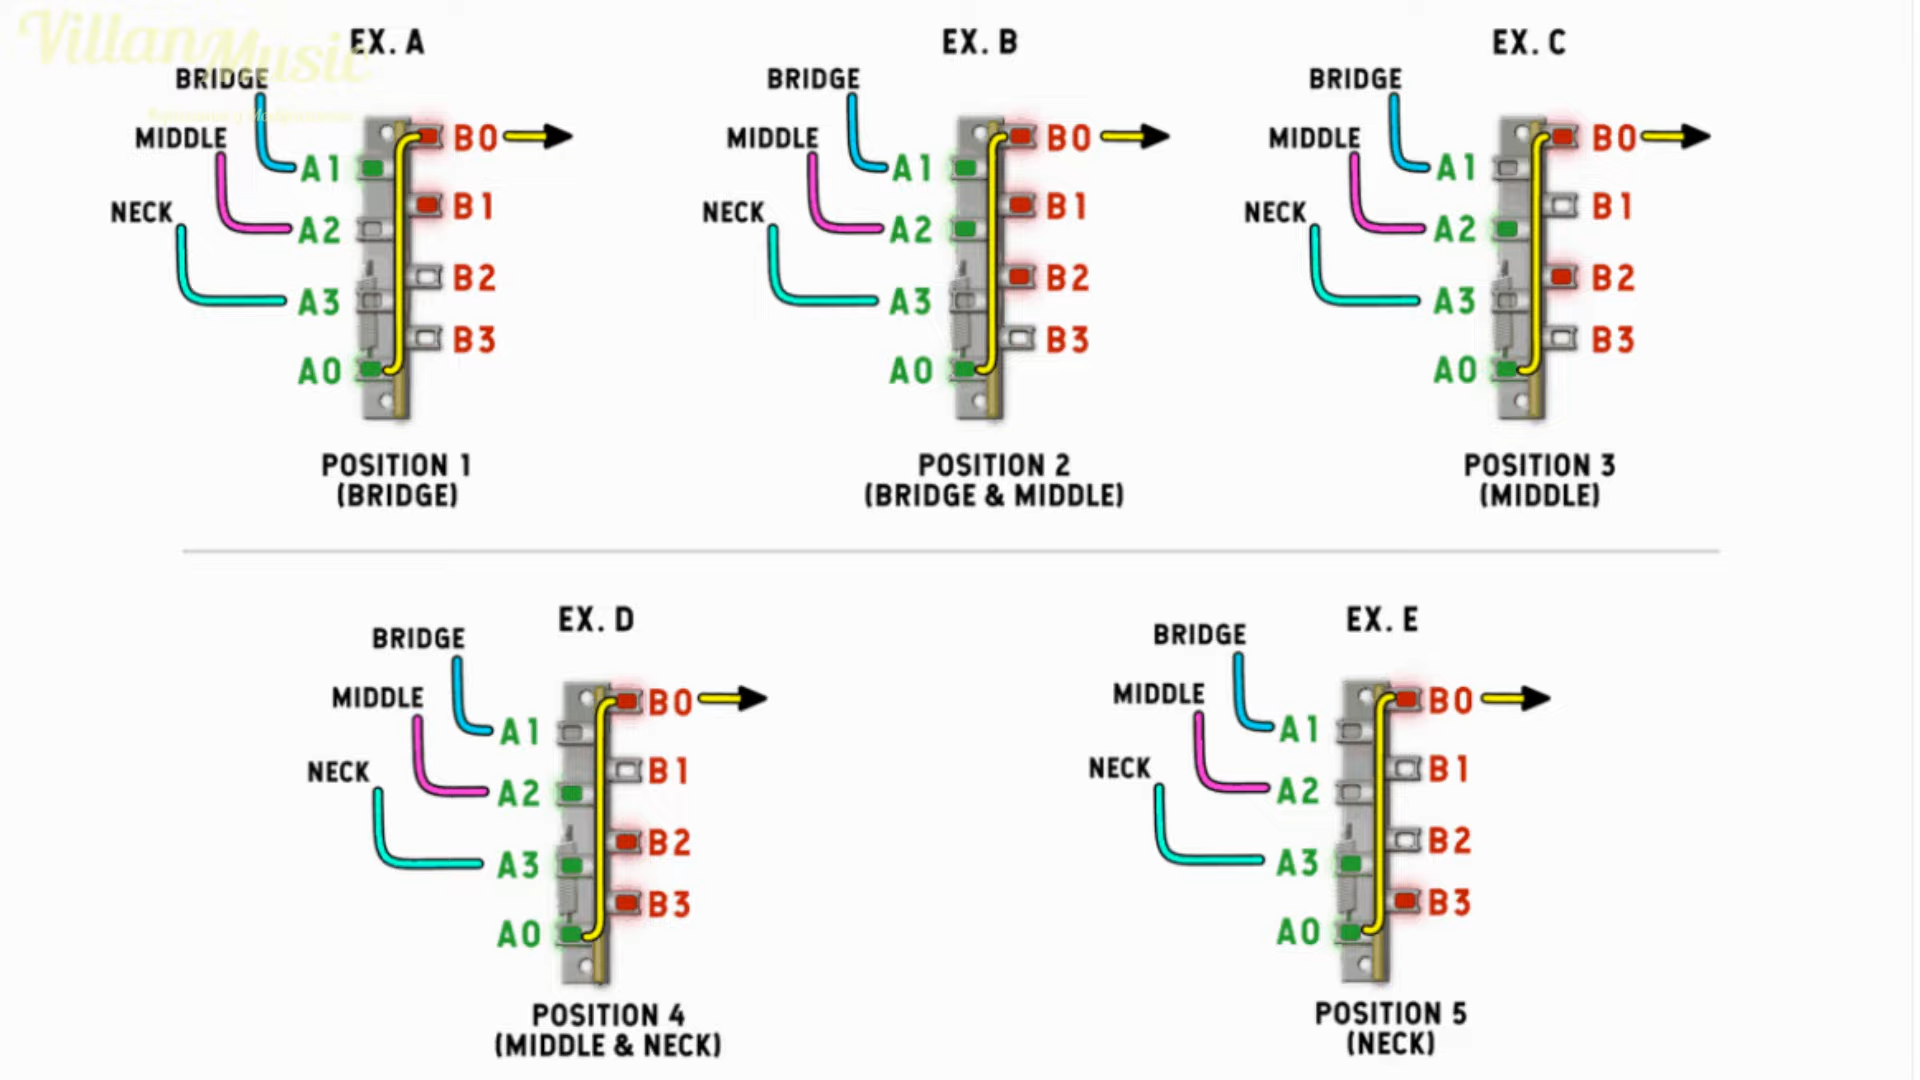 Villan Music
EX. A
BRIDGE
MIDDLE
NECK
A1
A2
A3
A0
B0
B1
B2
B3
POSITION 1
(BRIDGE)
EX. B
BRIDGE
MIDDLE
NECK
A1
A2
A3
A0
B0
B1
B2
B3
POSITION 2
(BRIDGE & MIDDLE)
EX. C
BRIDGE
MIDDLE
NECK
A1
A2
A3
A0
B0
B1
B2
B3
POSITION 3
(MIDDLE)
EX. D
BRIDGE
MIDDLE
NECK
A1
A2
A3
A0
B0
B1
B2
B3
POSITION 4
(MIDDLE & NECK)
EX. E
BRIDGE
MIDDLE
NECK
A1
A2
A3
A0
B0
B1
B2
B3
POSITION 5
(NECK)